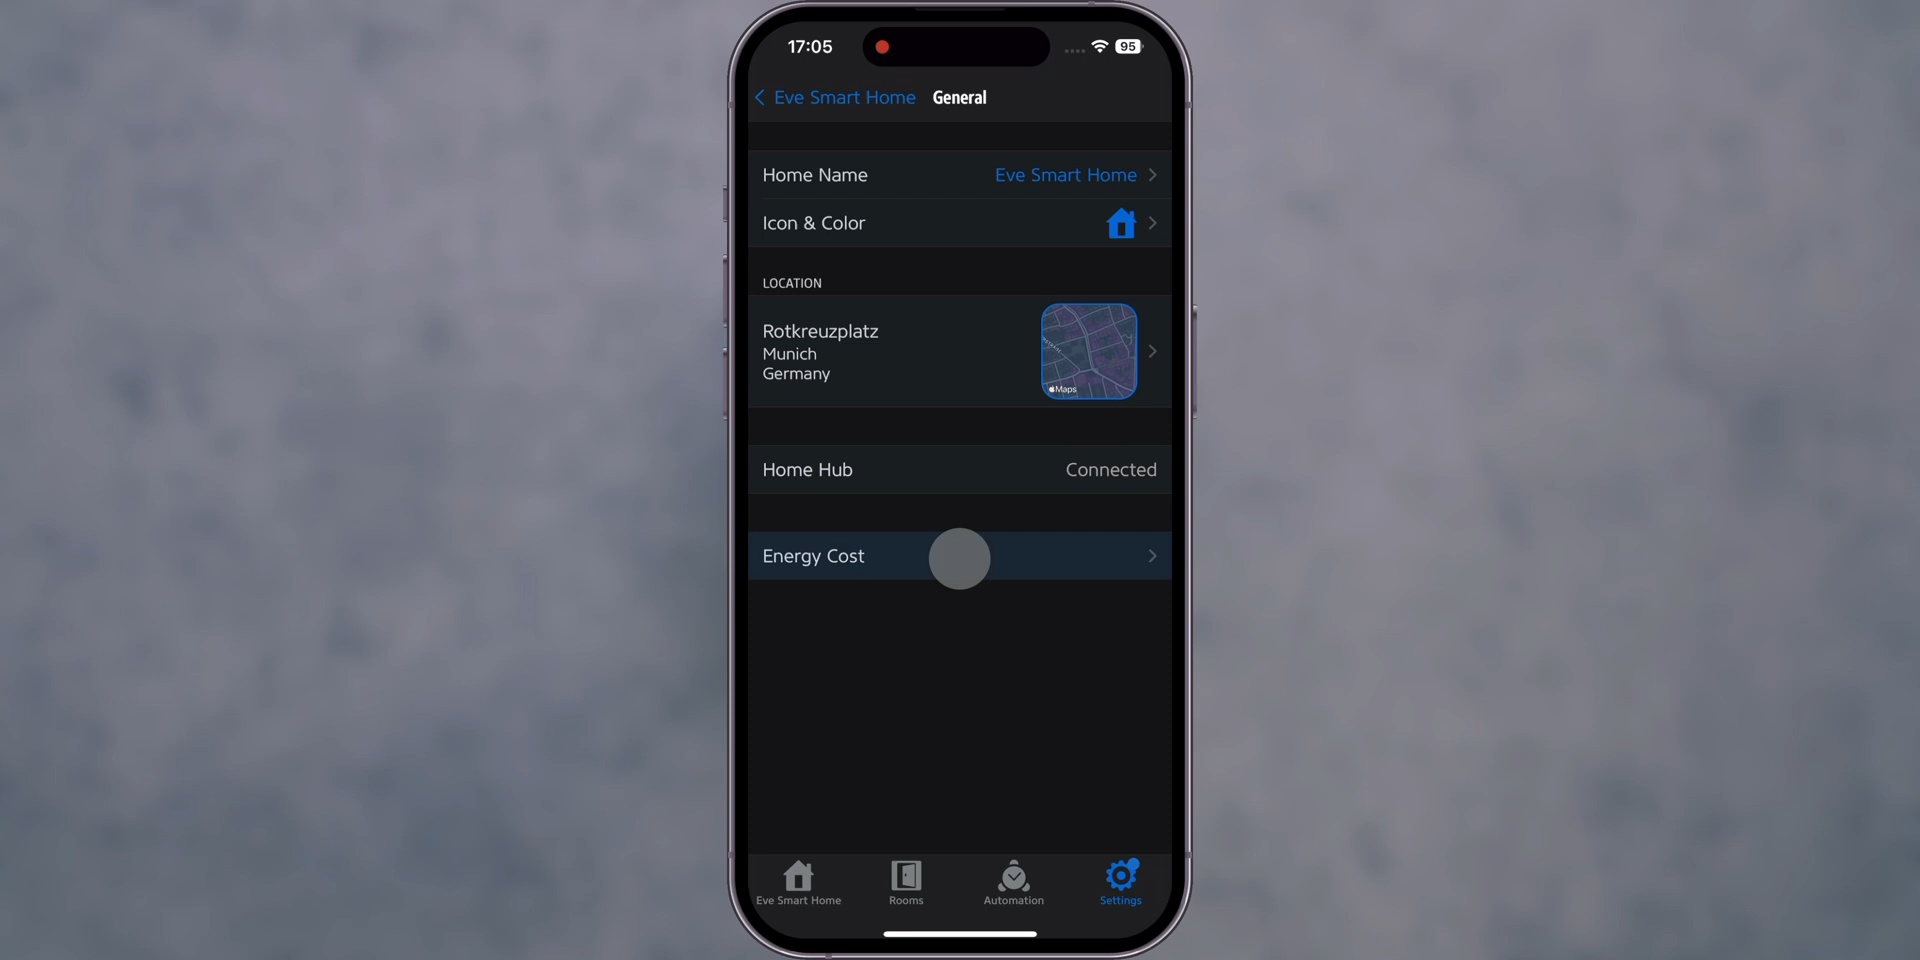 17:05
95
Eve Smart Home General
Home Name Eve Smart Home
Icon & Color
LOCATION
Rotkreuzplatz
Munich
Germany
Maps
Home Hub Connected
Energy Cost
Eve Smart Home Rooms Automation Settings